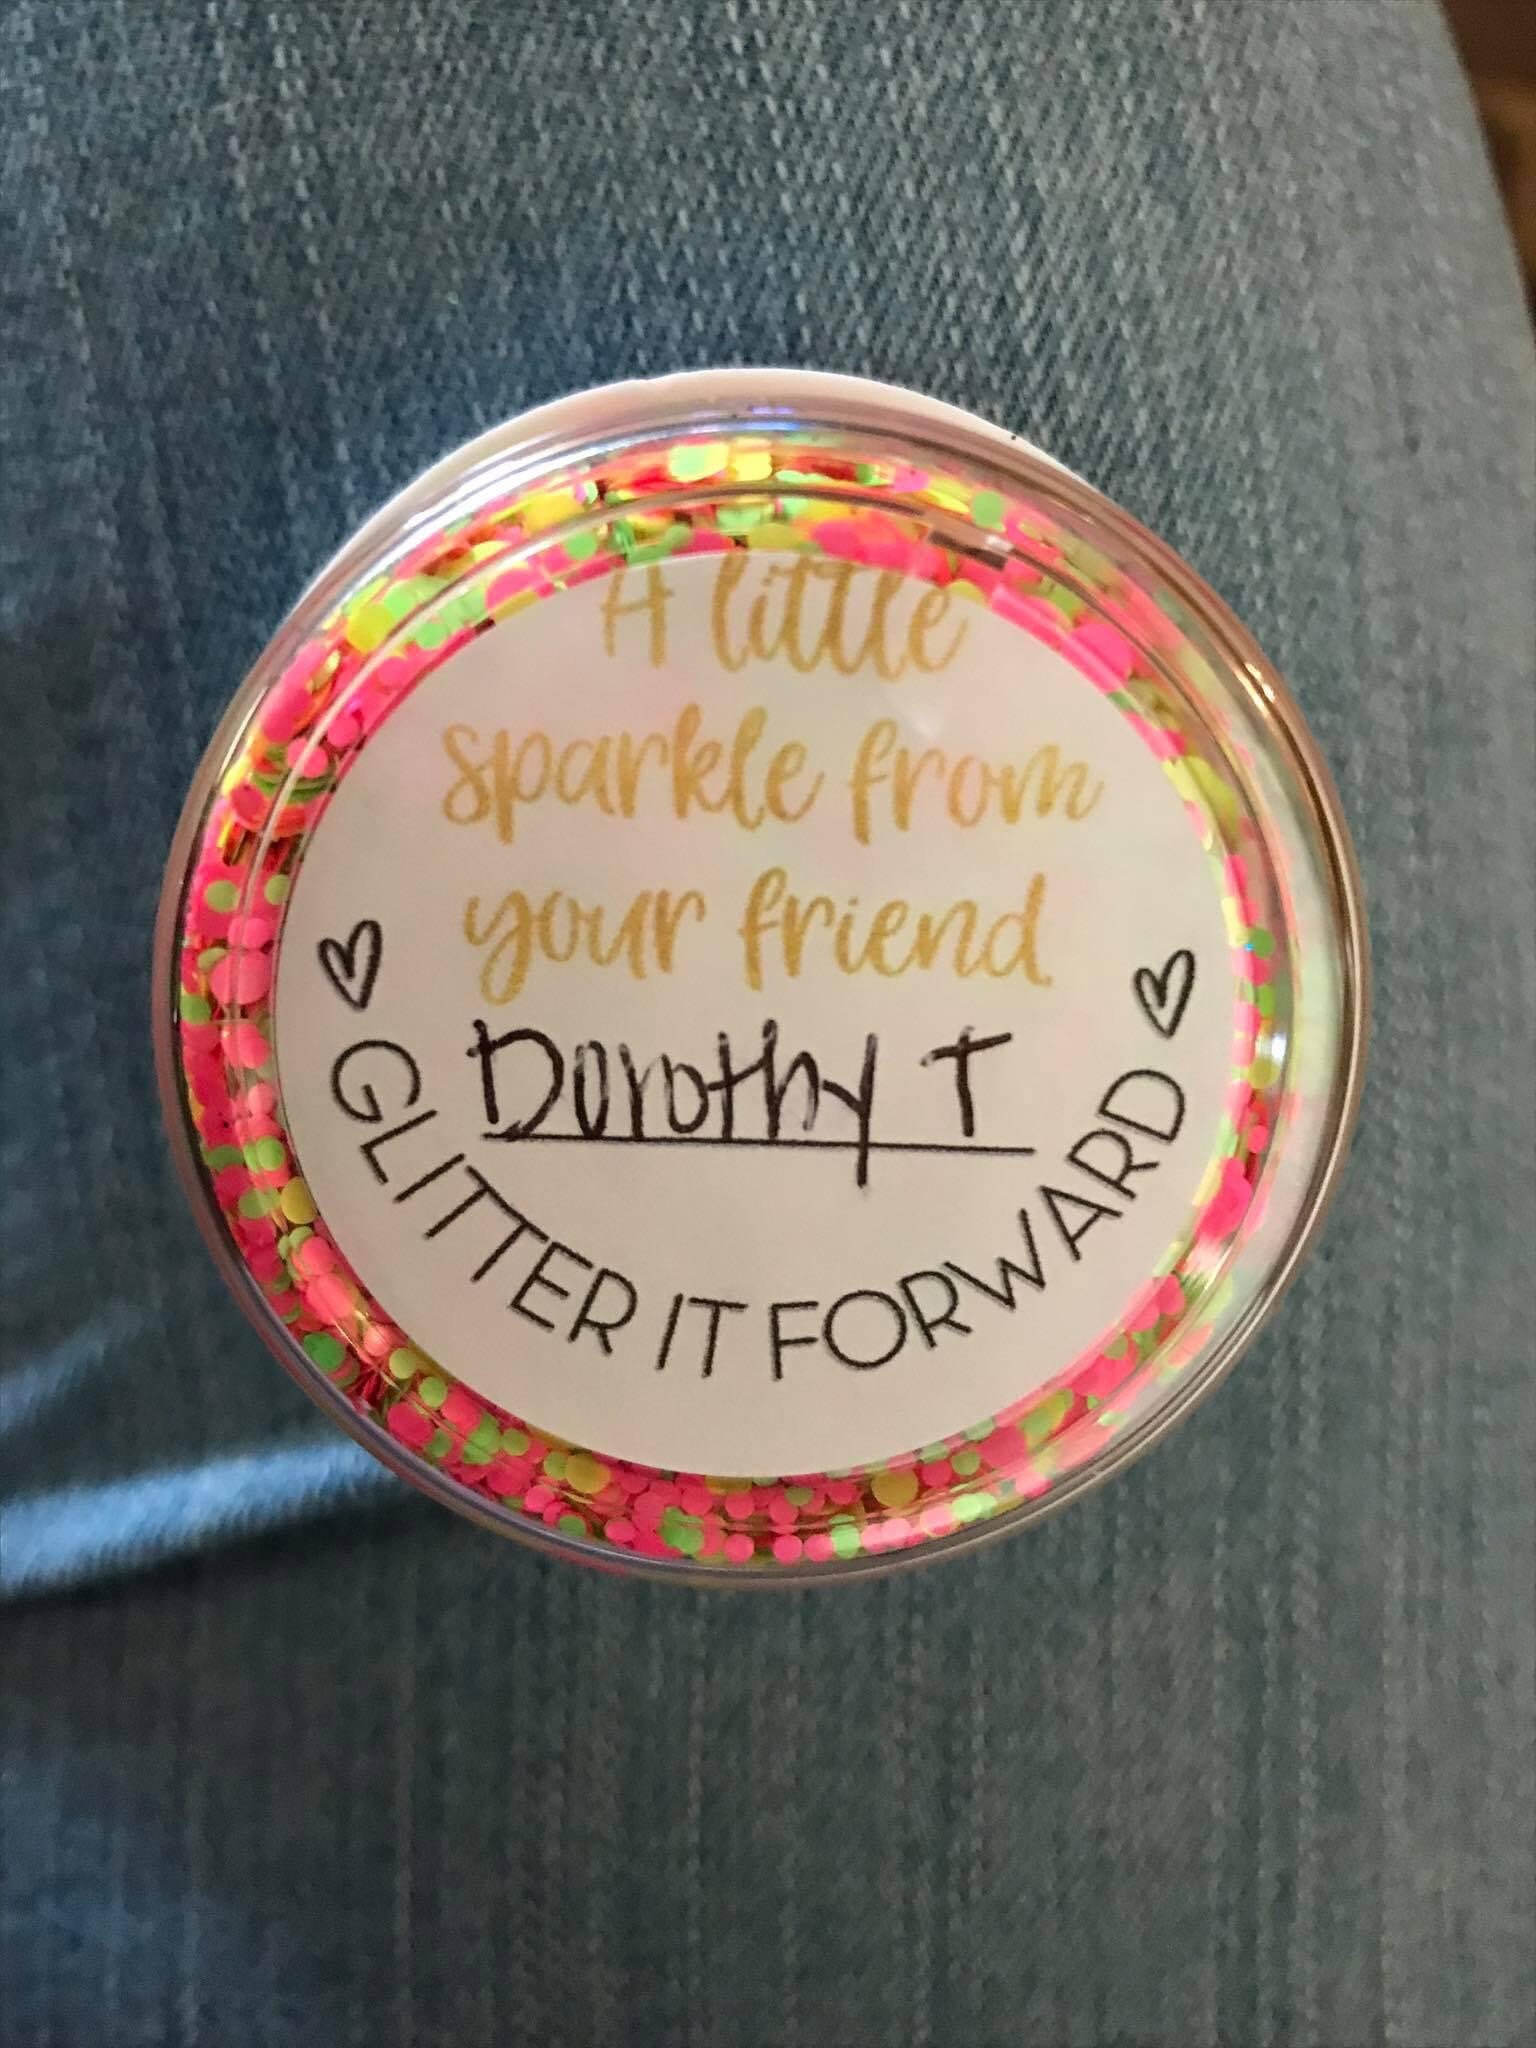 A little
sparkle from
your friend.
Dorothy T
GLITTER IT FORWARD